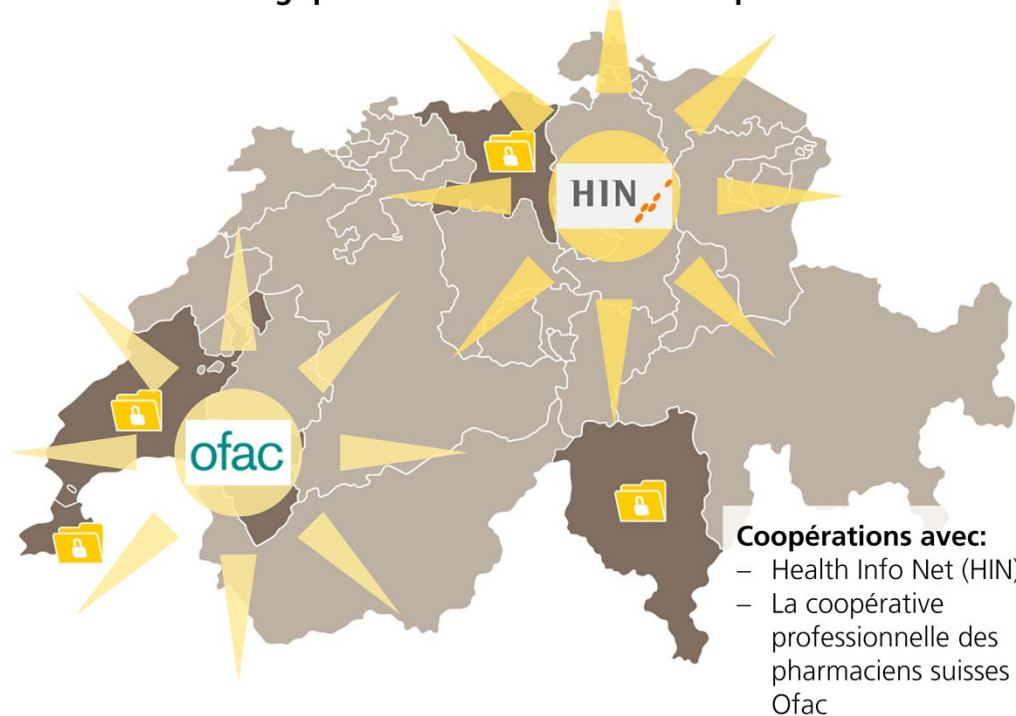 HIN
ofac
Coopérations avec:
– Health Info Net (HIN)
– La coopérative
professionnelle des
pharmaciens suisses
Ofac